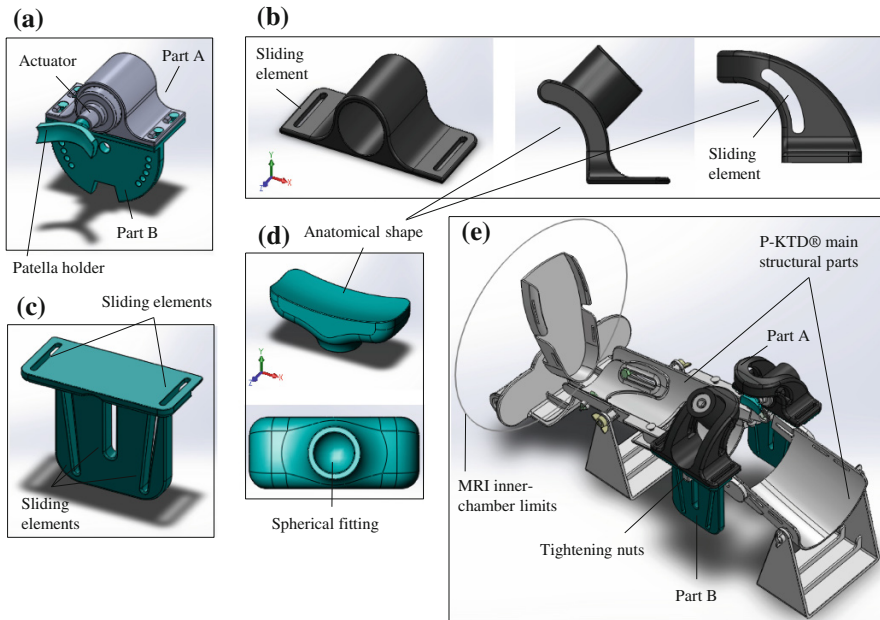 (a)
Actuator
Part A
Part B
Patella holder
(b)
Sliding
element
Sliding
element
Y
X
Z
(c)
Sliding elements
Sliding
elements
(d)
Anatomical shape
Y
X
Z
Spherical fitting
(e)
P-KTD® main
structural parts
Part A
MRI inner-
chamber limits
Tightening nuts
Part B